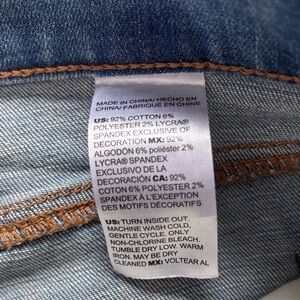 MADE IN CHINA/ HECHO EN
CHINA/ FABRIQUE EN CHINE
US: 92% COTTON 6%
POLYESTER 2% LYCRA®
SPANDEX EXCLUSIVE OF
DECORATION MX: 92%
ALGODÓN 6% poliéster 2%
LYCRA® SPANDEX
EXCLUSIVO DE LA
DECORACIÓN CA: 92%
COTON 6% POLYESTER 2%
SPANDEX À L'EXCEPTION
DES MOTIFS DÉCORATIFS
US: TURN INSIDE OUT.
MACHINE WASH COLD,
GENTLE CYCLE. ONLY
NON-CHLORINE BLEACH.
TUMBLE DRY LOW. WARM
IRON. MAY BE DRY
CLEANED MX: VOLTEAR AL